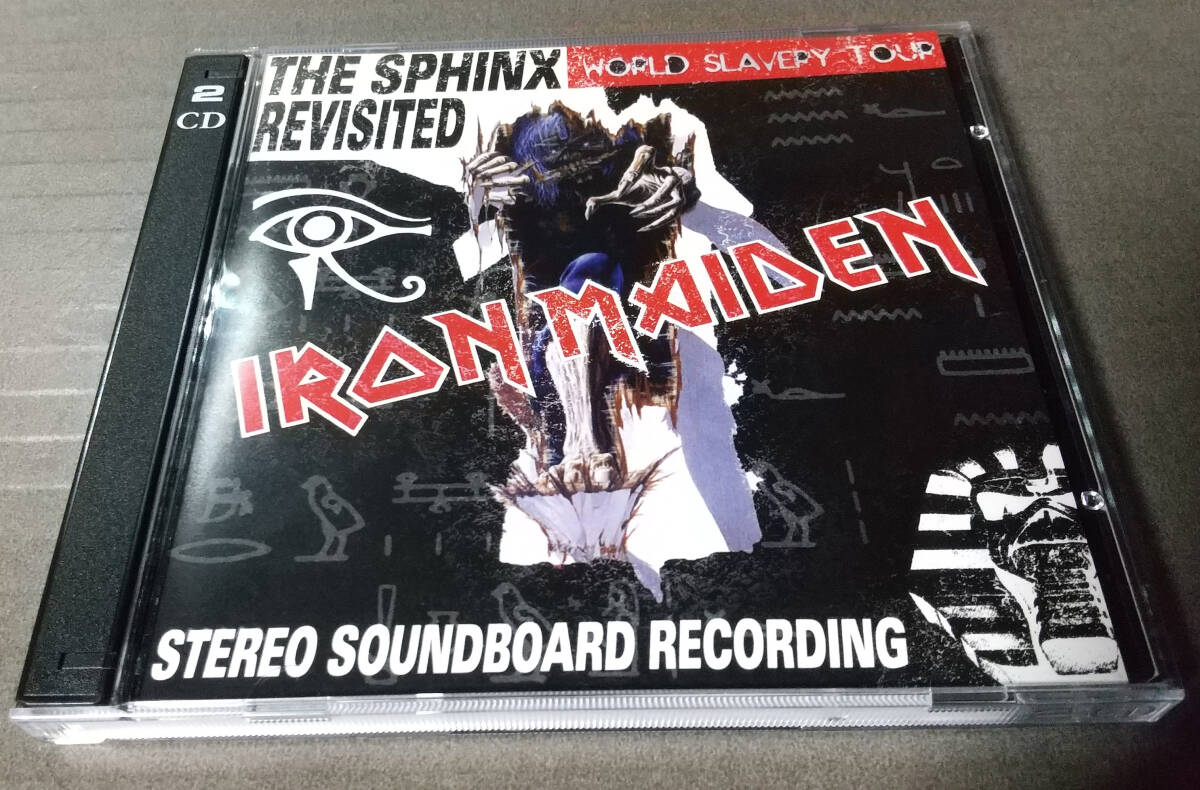 2
CD
THE SPHINX
REVISITED
WORLD SLAVERY TOUR
IRON MAIDEN
STEREO SOUNDBOARD RECORDING